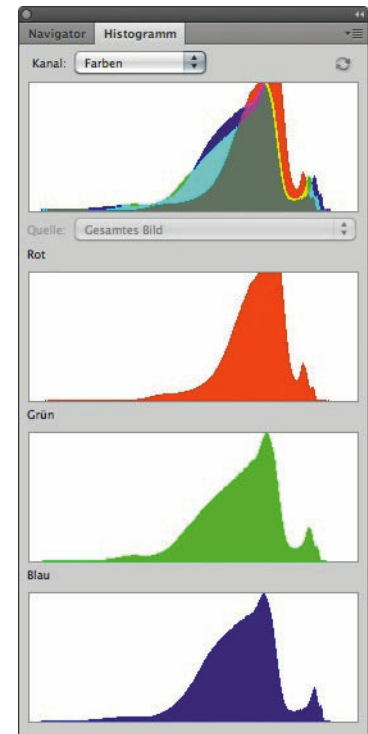 Navigator Histogramm
Kanal: Farben
Quelle: Gesamtes Bild
Rot
Grün
Blau